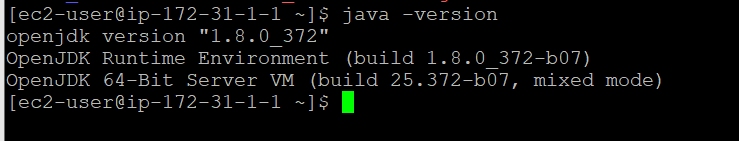 [ec2-user@ip-172-31-1-1 ~]$ java -version
openjdk version "1.8.0_372"
OpenJDK Runtime Environment (build 1.8.0_372-b07)
OpenJDK 64-Bit Server VM (build 25.372-b07, mixed mode)
[ec2-user@ip-172-31-1-1 ~]$